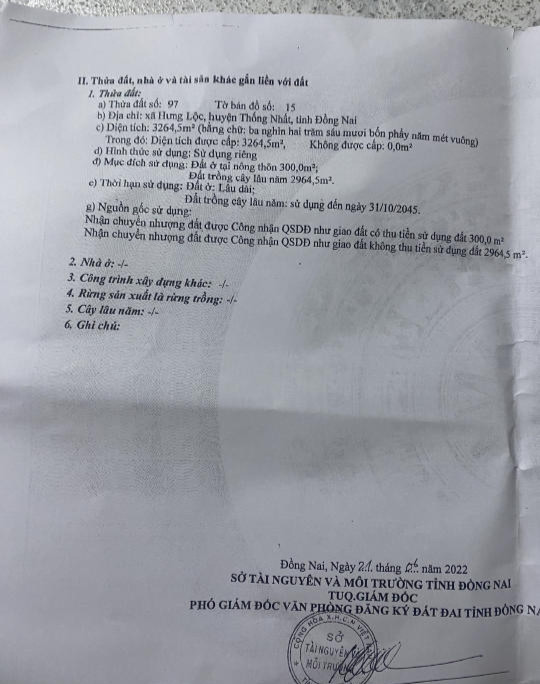 II. Thửa đất, nhà ở và tài sản khác gắn liền với đất
1. Thửa đất:
a) Thửa đất số: 97 Tờ bản đồ số: 15
b) Địa chỉ: xã Hưng Lộc, huyện Thống Nhất, tỉnh Đồng Nai
c) Diện tích: 3264,5m² (bằng chữ: ba nghìn hai trăm sáu mươi bốn phẩy năm mét vuông)
Trong đó: Diện tích được cấp: 3264,5m², Không được cấp: 0,0m²
d) Hình thức sử dụng: Sử dụng riêng
đ) Mục đích sử dụng: Đất ở tại nông thôn 300,0m²;
Đất trồng cây lâu năm 2964,5m².
e) Thời hạn sử dụng: Đất ở: Lâu dài;
Đất trồng cây lâu năm: sử dụng đến ngày 31/10/2045.
g) Nguồn gốc sử dụng:
Nhận chuyển nhượng đất được Công nhận QSDĐ như giao đất có thu tiền sử dụng đất 300,0 m²
Nhận chuyển nhượng đất được Công nhận QSDĐ như giao đất không thu tiền sử dụng đất 2964,5 m².
2. Nhà ở: -/-
3. Công trình xây dựng khác: -/-
4. Rừng sản xuất là rừng trồng: -/-
5. Cây lâu năm: -/-
6. Ghi chú:
Đồng Nai, Ngày 21 tháng năm 2022
SỞ TÀI NGUYÊN VÀ MÔI TRƯỜNG TỈNH ĐỒNG NAI
TUQ.GIÁM ĐỐC
PHÓ GIÁM ĐỐC VĂN PHÒNG ĐĂNG KÝ ĐẤT ĐAI TỈNH ĐỒNG NA
CỘNG HÒA X.H.C.N VIỆT
SỞ
TÀI NGUYÊN
MÔI TRƯ